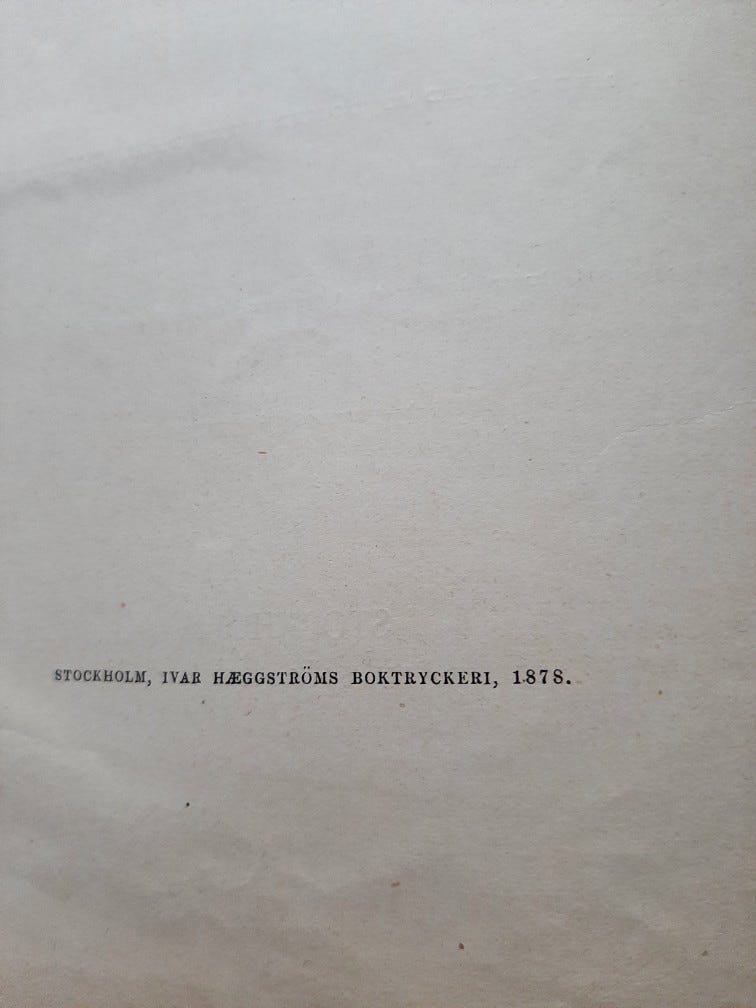 STOCKHOLM, IVAR HÆGGSTRÖMS BOKTRYCKERI, 1878.